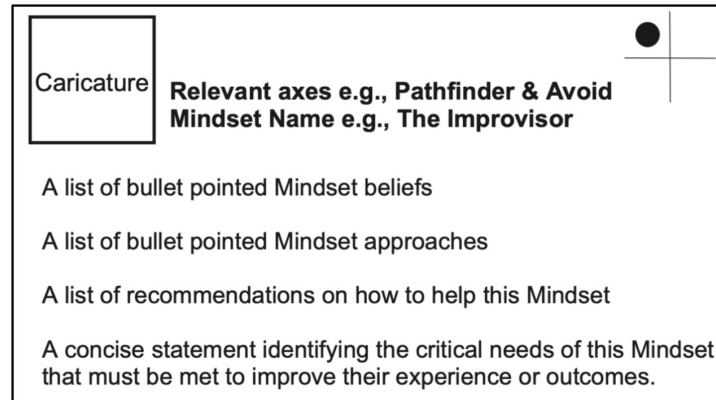 Caricature
Relevant axes e.g., Pathfinder & Avoid
Mindset Name e.g., The Improvisor
A list of bullet pointed Mindset beliefs
A list of bullet pointed Mindset approaches
A list of recommendations on how to help this Mindset
A concise statement identifying the critical needs of this Mindset
that must be met to improve their experience or outcomes.